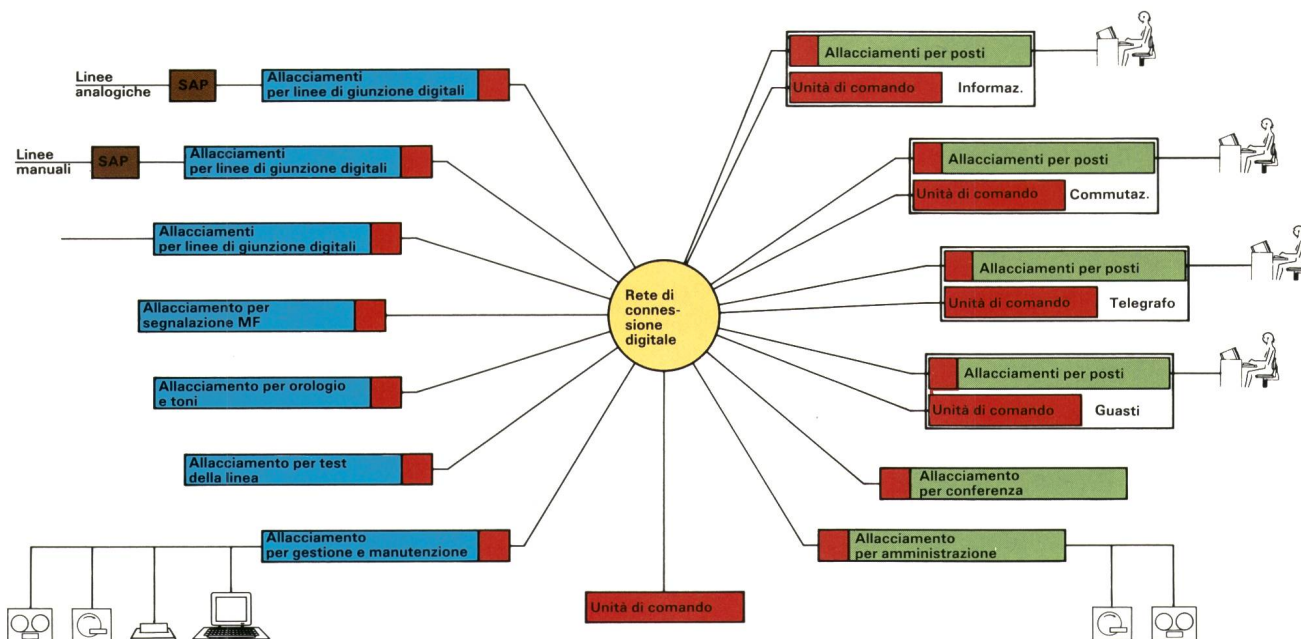 Linee
analogiche
SAP
Allacciamenti
per linee di giunzione digitali
Linee
manuali
SAP
Allacciamenti
per linee di giunzione digitali
Allacciamenti
per linee di giunzione digitali
Allacciamento per
segnalazione MF
Allacciamento per orologio
e toni
Allacciamento per test
della linea
Allacciamento
per gestione e manutenzione
Rete di
connes-
sione
digitale
Unità di comando
Allacciamenti per posti
Unità di comando Informaz.
Allacciamenti per posti
Unità di comando Commutaz.
Allacciamenti per posti
Unità di comando Telegrafo
Allacciamenti per posti
Unità di comando Guasti
Allacciamento
per conferenza
Allacciamento
per amministrazione